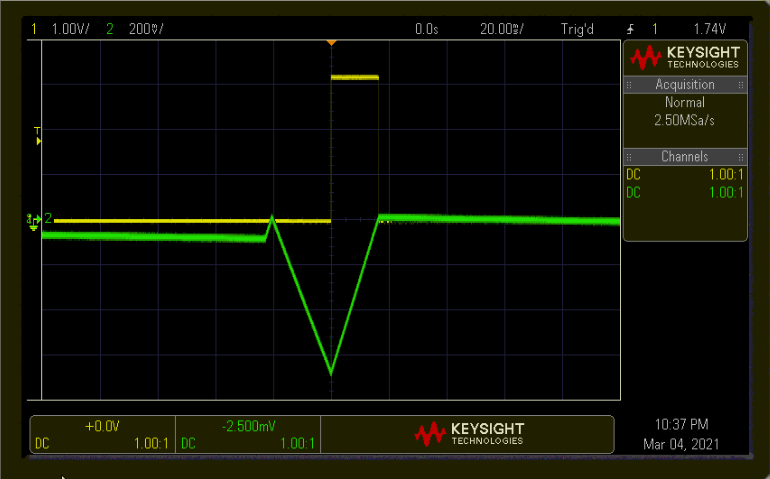 1 1.00V/ 2 200mV/ 0.0s 20.00ms/ Trig'd 1 1.74V
KEYSIGHT
TECHNOLOGIES
Acquisition
Normal
2.50MSa/s
Channels
DC 1.00:1
DC 1.00:1
T
2
+0.0V
DC 1.00:1
-2.500mV
DC 1.00:1
KEYSIGHT
TECHNOLOGIES
10:37 PM
Mar 04, 2021